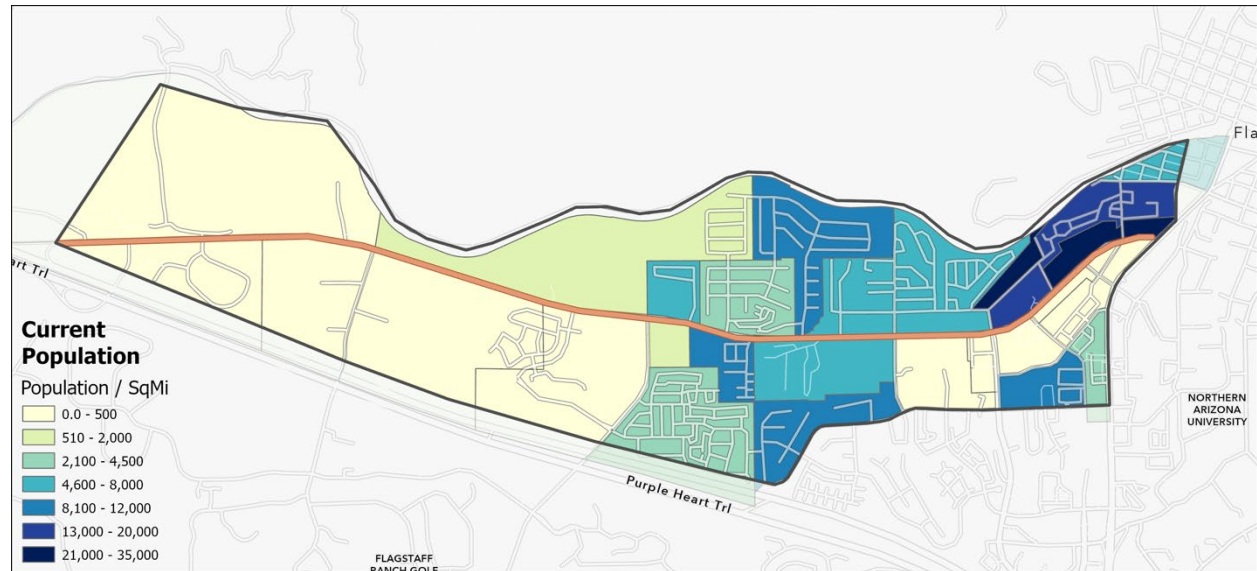 Fla
art Trl
Current
Population
Population / SqMi
0.0 - 500
510 - 2,000
2,100 - 4,500
4,600 - 8,000
8,100 - 12,000
13,000 - 20,000
21,000 - 35,000
Purple Heart Trl
NORTHERN
ARIZONA
UNIVERSITY
FLAGSTAFF
RANCH GOLF